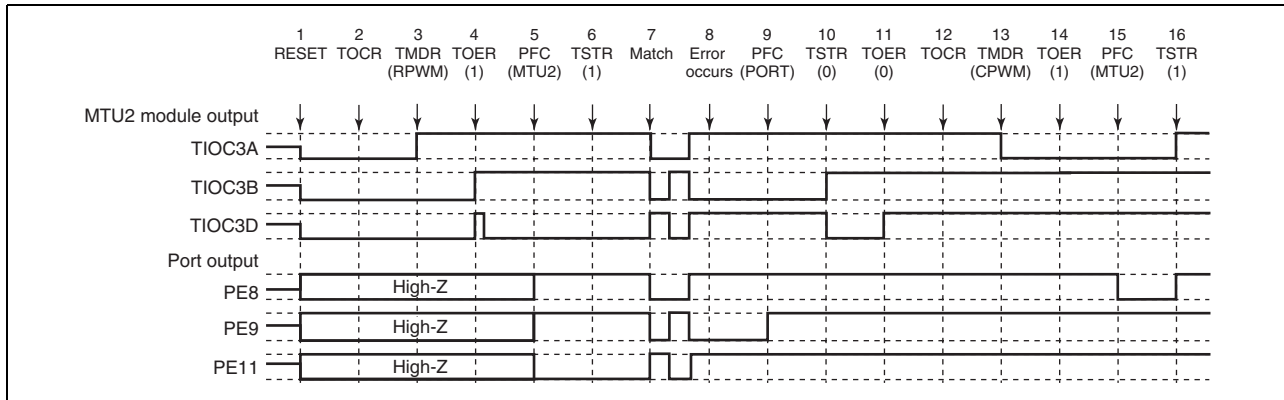 1 2 3 4 5 6 7 8 9 10 11 12 13 14 15 16
RESET TOCR TMDR TOER PFC TSTR Match Error PFC TSTR TOER TOCR TMDR TOER PFC TSTR
(RPWM) (1) (MTU2) (1) occurs (PORT) (0) (0) (CPWM) (1) (MTU2) (1)
MTU2 module output
TIOC3A
TIOC3B
TIOC3D
Port output
PE8 High-Z
PE9 High-Z
PE11 High-Z